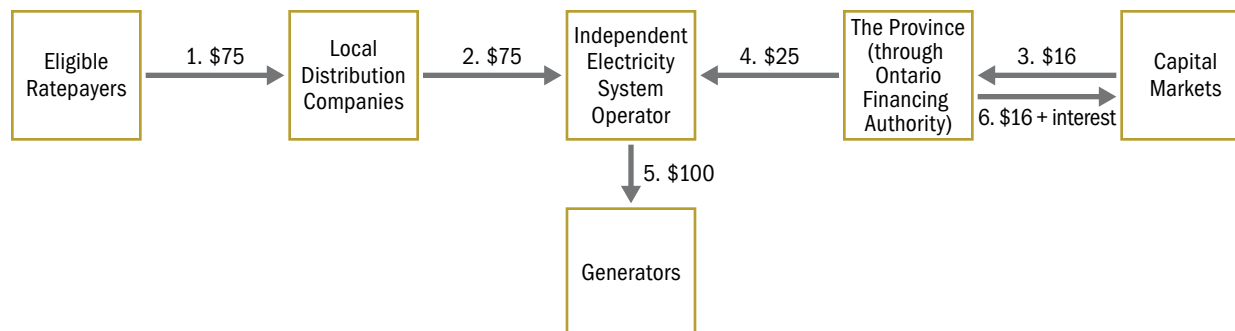 Eligible
Ratepayers
1. $75
Local
Distribution
Companies
2. $75
Independent
Electricity
System
Operator
4. $25
The Province
(through
Ontario
Financing
Authority)
3. $16
6. $16 + interest
Capital
Markets
5. $100
Generators